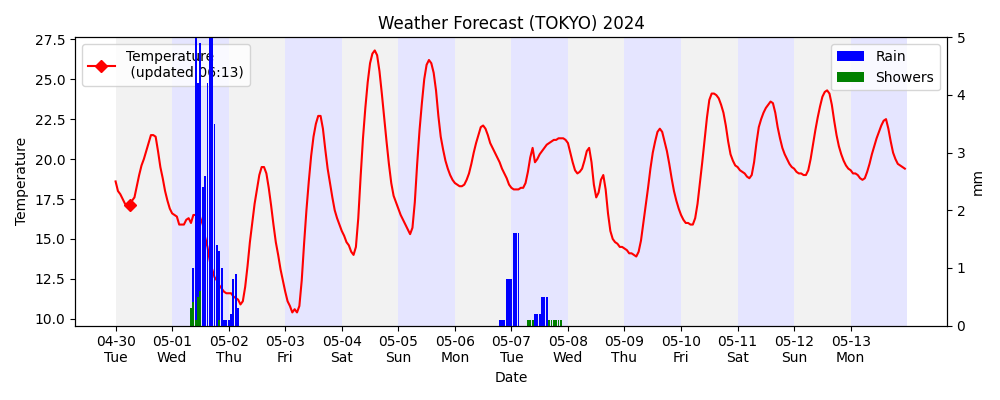 Weather Forecast (TOKYO) 2024
Temperature
(updated 06:13)
Rain
Showers
27.5
25.0
22.5
20.0
17.5
15.0
12.5
10.0
Temperature
5
4
3
2
1
0
mm
04-30 05-01 05-02 05-03 05-04 05-05 05-06 05-07 05-08 05-09 05-10 05-11 05-12 05-13
Tue Wed Thu Fri Sat Sun Mon Tue Wed Thu Fri Sat Sun Mon
Date